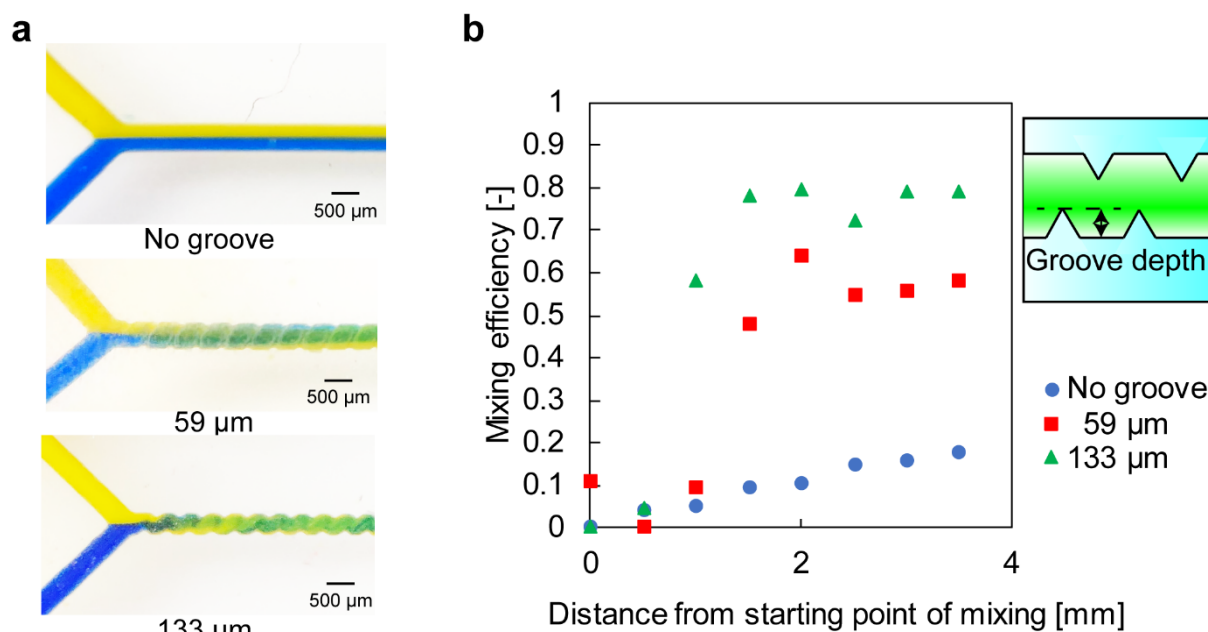 a
500 µm
No groove
500 µm
59 µm
500 µm
133 µm
b
Mixing efficiency [-]
1
0.9
0.8
0.7
0.6
0.5
0.4
0.3
0.2
0.1
0
0
2
4
Distance from starting point of mixing [mm]
Groove depth
No groove
59 µm
133 µm